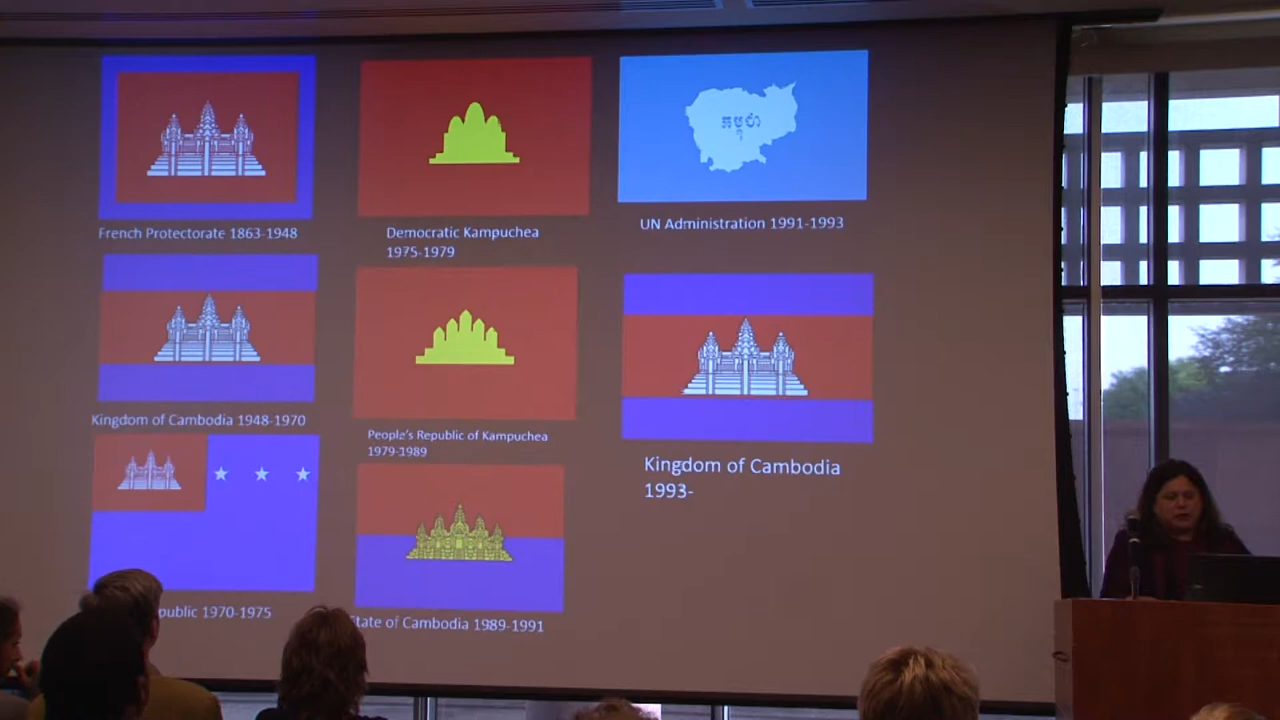 French Protectorate 1863-1948
Kingdom of Cambodia 1948-1970
public 1970-1975
Democratic Kampuchea
1975-1979
People's Republic of Kampuchea
1979-1989
State of Cambodia 1989-1991
កម្ពុជា
UN Administration 1991-1993
Kingdom of Cambodia
1993-